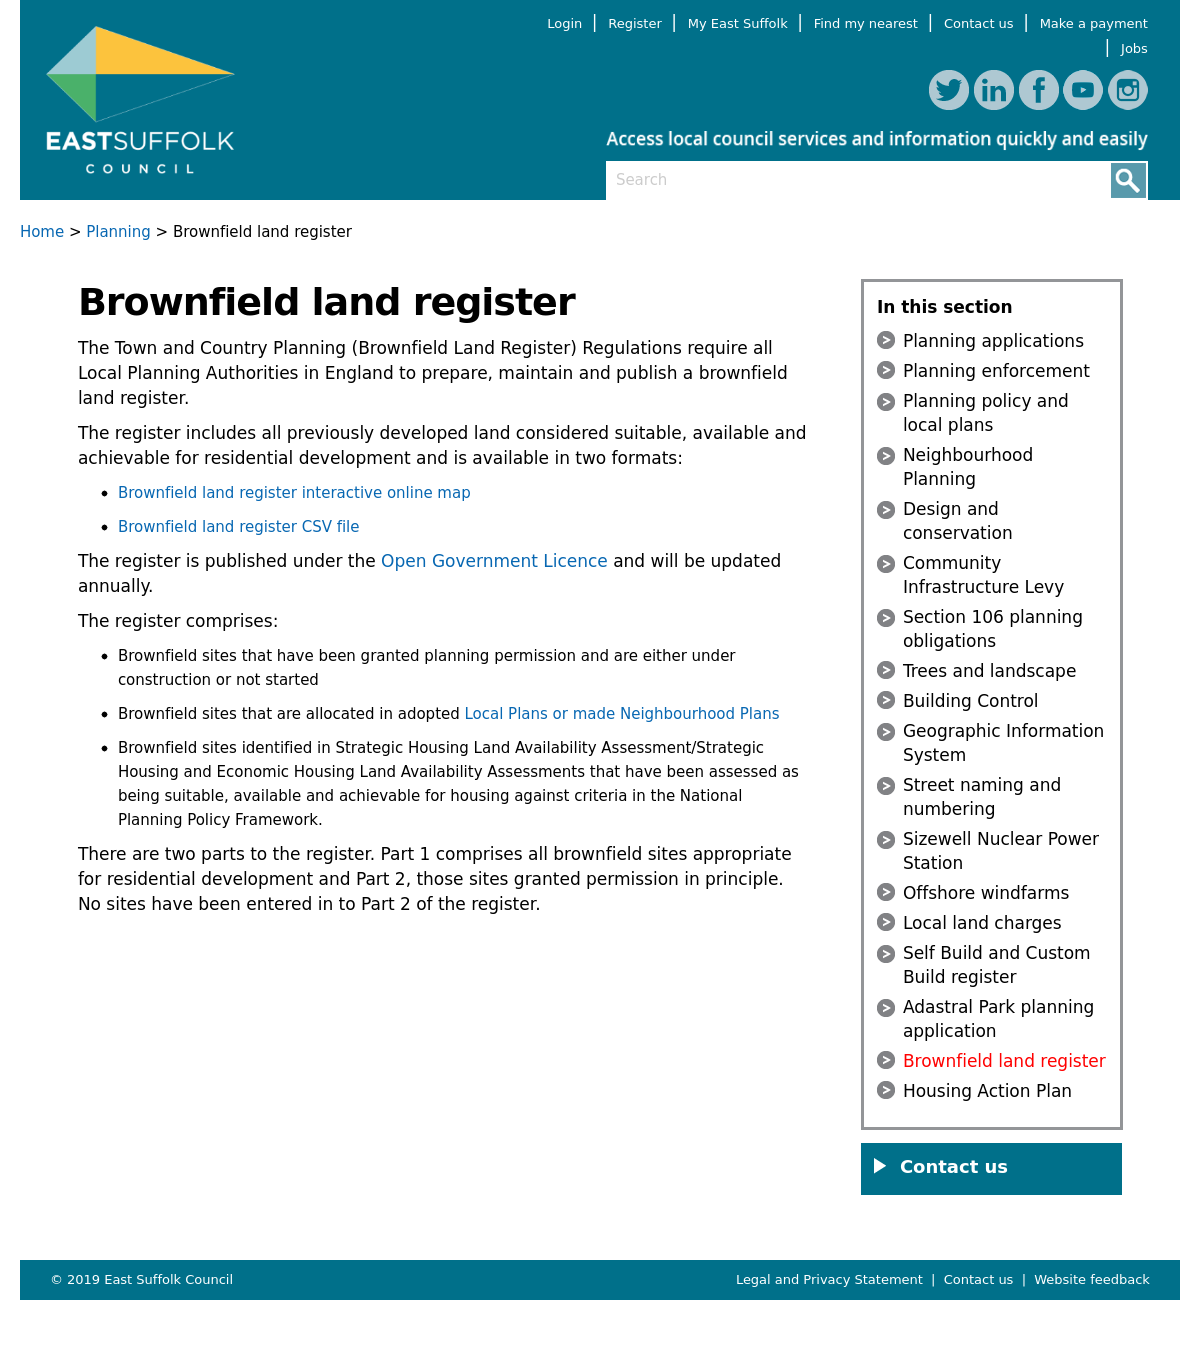 Login | Register | My East Suffolk | Find my nearest | Contact us | Make a payment
| Jobs
EASTSUFFOLK
COUNCIL
Access local council services and information quickly and easily
Search
Home > Planning > Brownfield land register
Brownfield land register
The Town and Country Planning (Brownfield Land Register) Regulations require all
Local Planning Authorities in England to prepare, maintain and publish a brownfield
land register.
The register includes all previously developed land considered suitable, available and
achievable for residential development and is available in two formats:
• Brownfield land register interactive online map
• Brownfield land register CSV file
The register is published under the Open Government Licence and will be updated
annually.
The register comprises:
• Brownfield sites that have been granted planning permission and are either under
construction or not started
• Brownfield sites that are allocated in adopted Local Plans or made Neighbourhood Plans
• Brownfield sites identified in Strategic Housing Land Availability Assessment/Strategic
Housing and Economic Housing Land Availability Assessments that have been assessed as
being suitable, available and achievable for housing against criteria in the National
Planning Policy Framework.
There are two parts to the register. Part 1 comprises all brownfield sites appropriate
for residential development and Part 2, those sites granted permission in principle.
No sites have been entered in to Part 2 of the register.
In this section
Planning applications
Planning enforcement
Planning policy and
local plans
Neighbourhood
Planning
Design and
conservation
Community
Infrastructure Levy
Section 106 planning
obligations
Trees and landscape
Building Control
Geographic Information
System
Street naming and
numbering
Sizewell Nuclear Power
Station
Offshore windfarms
Local land charges
Self Build and Custom
Build register
Adastral Park planning
application
Brownfield land register
Housing Action Plan
Contact us
© 2019 East Suffolk Council
Legal and Privacy Statement | Contact us | Website feedback